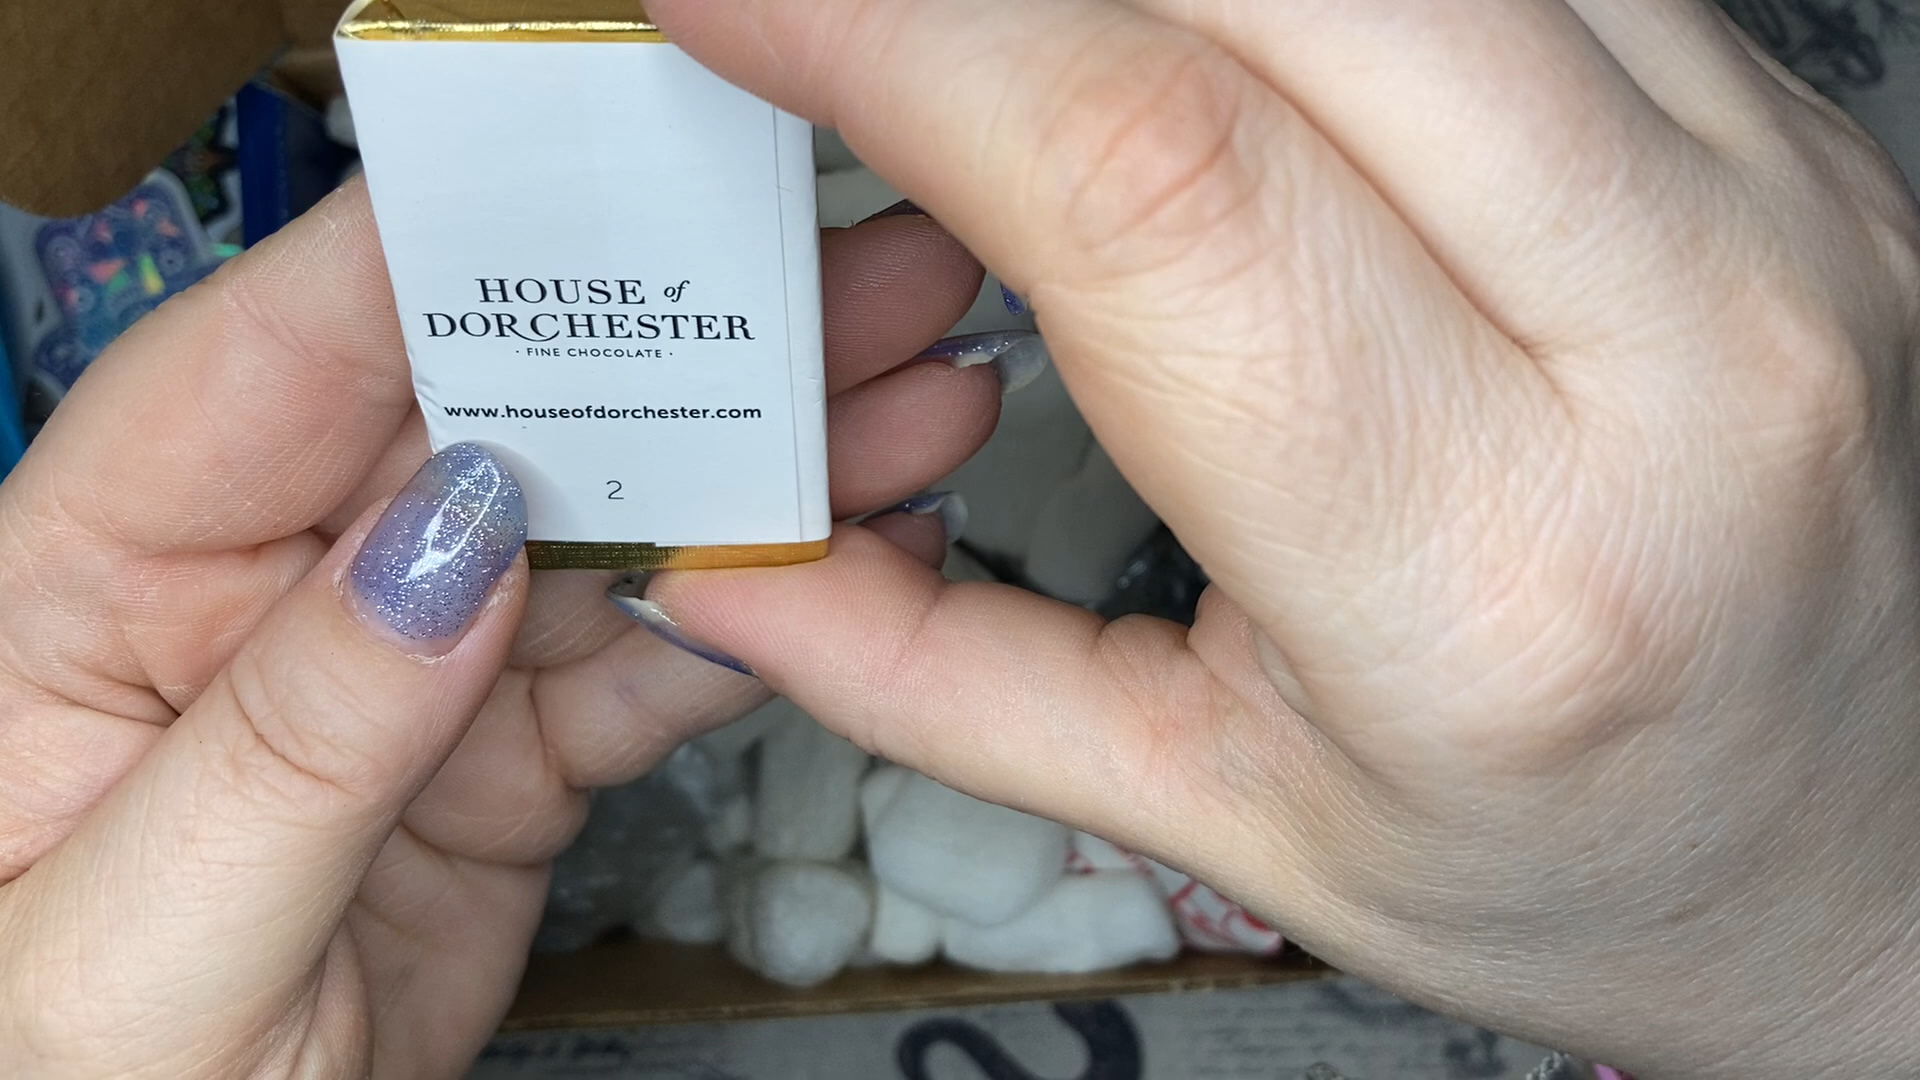 HOUSE of
DORCHESTER
· FINE CHOCOLATE ·
www.houseofdorchester.com
2